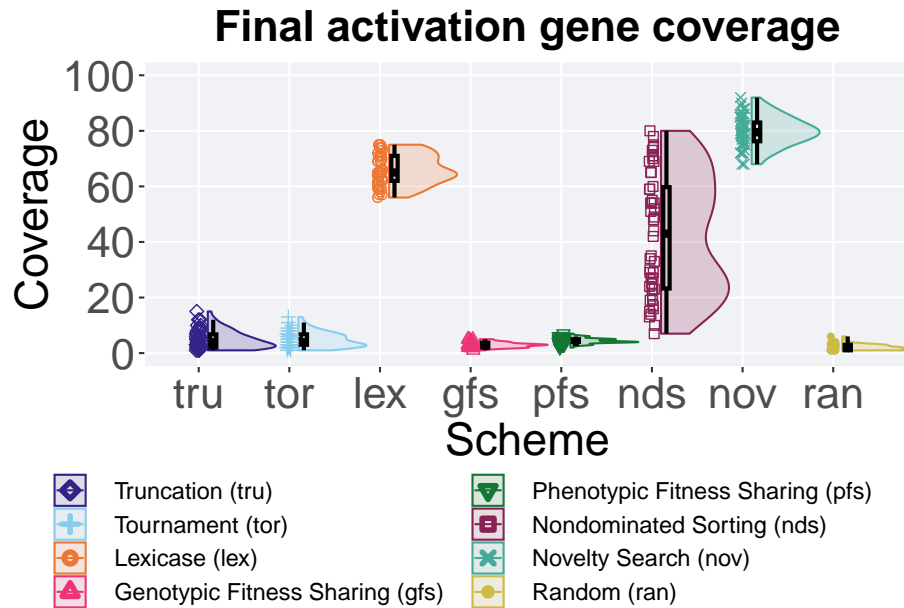 Final activation gene coverage
Coverage
100
80
60
40
20
0
tru tor lex gfs pfs nds nov ran
Scheme
Truncation (tru)
Tournament (tor)
Lexicase (lex)
Genotypic Fitness Sharing (gfs)
Phenotypic Fitness Sharing (pfs)
Nondominated Sorting (nds)
Novelty Search (nov)
Random (ran)